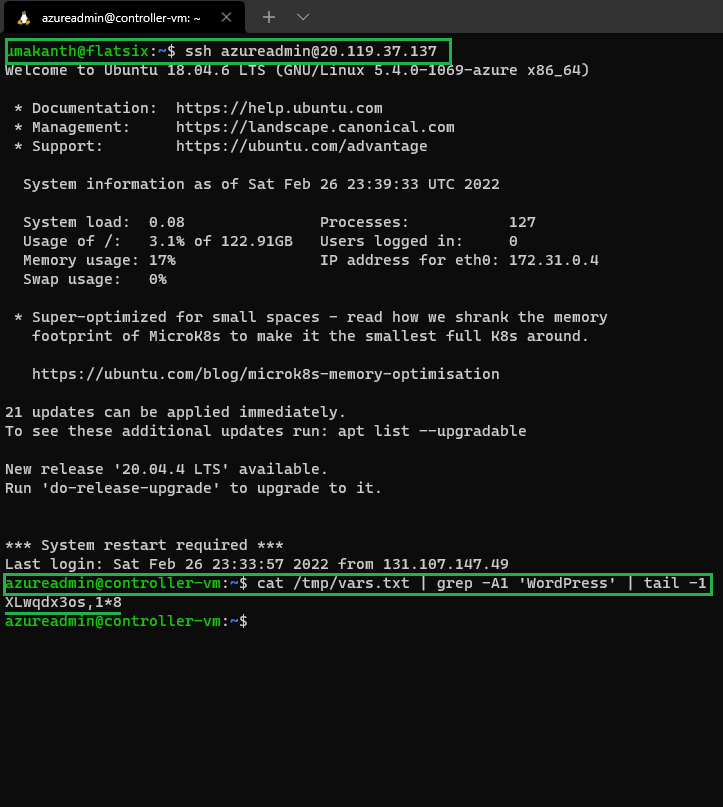 azureadmin@controller-vm: ~
umakanth@flatsix:~$ ssh azureadmin@20.119.37.137
Welcome to Ubuntu 18.04.6 LTS (GNU/Linux 5.4.0-1069-azure x86_64)
* Documentation:  https://help.ubuntu.com
* Management:     https://landscape.canonical.com
* Support:        https://ubuntu.com/advantage
System information as of Sat Feb 26 23:39:33 UTC 2022
System load:  0.08               Processes:           127
Usage of /:   3.1% of 122.91GB   Users logged in:     0
Memory usage: 17%                IP address for eth0: 172.31.0.4
Swap usage:   0%
* Super-optimized for small spaces - read how we shrank the memory
footprint of MicroK8s to make it the smallest full K8s around.
https://ubuntu.com/blog/microk8s-memory-optimisation
21 updates can be applied immediately.
To see these additional updates run: apt list --upgradable
New release '20.04.4 LTS' available.
Run 'do-release-upgrade' to upgrade to it.
*** System restart required ***
Last login: Sat Feb 26 23:33:57 2022 from 131.107.147.49
azureadmin@controller-vm:~$ cat /tmp/vars.txt | grep -A1 'WordPress' | tail -1
XLwqdx3os,1*8
azureadmin@controller-vm:~$